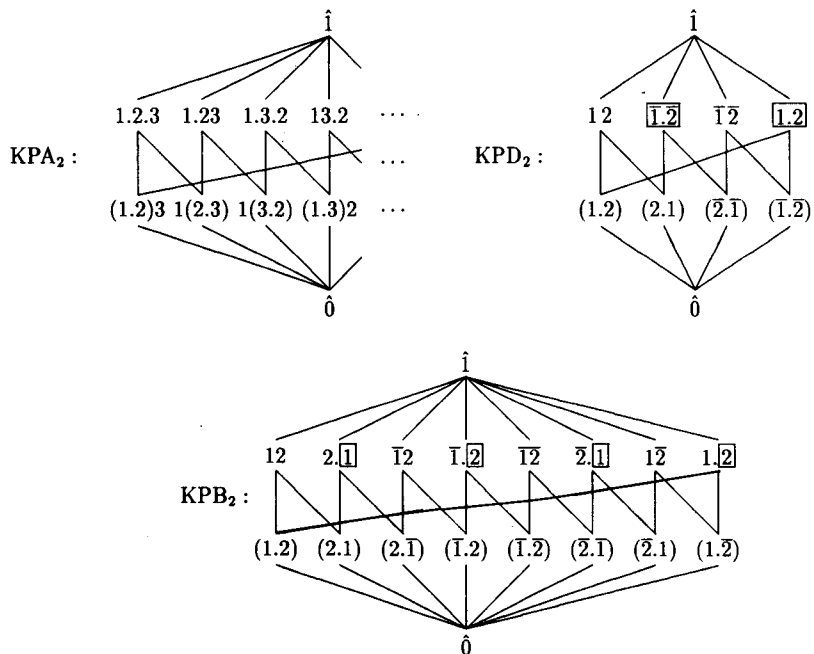 1̂ 1̂
1.2.3 1.23 1.3.2 13.2 ··· 12 1̅.2̅ 1̅2̅ 1.2
KPA₂ : ··· KPD₂ :
(1.2)3 1(2.3) 1(3.2) (1.3)2 ··· (1.2) (2.1) (2̅.1̅) (1̅.2̅)
0̂ 0̂
1̂
12 2.1 1̅2 1̅.2 1̅2̅ 2̅.1 12̅ 1.2
KPB₂ :
(1.2) (2.1) (2.1̅) (1̅.2) (1̅.2̅) (2̅.1̅) (2̅.1) (1.2̅)
0̂